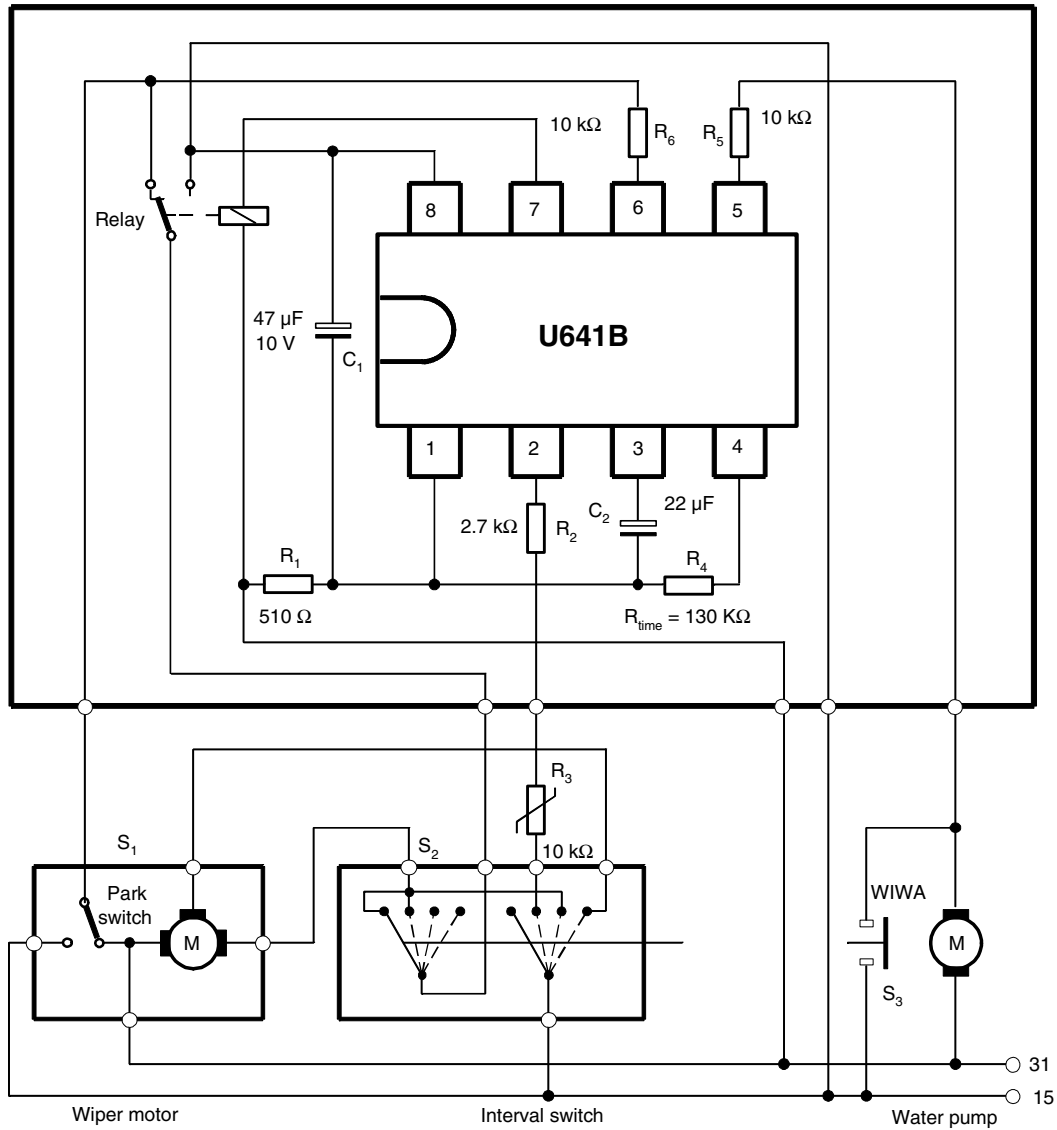 10 kΩ
R6
R5
10 kΩ
8
7
6
5
Relay
47 µF
10 V
C1
U641B
1
2
3
4
2.7 kΩ
R2
C2
22 µF
R1
510 Ω
R4
Rtime = 130 KΩ
R3
10 kΩ
S1
S2
Park
switch
M
WIWA
M
S3
31
15
Wiper motor
Interval switch
Water pump